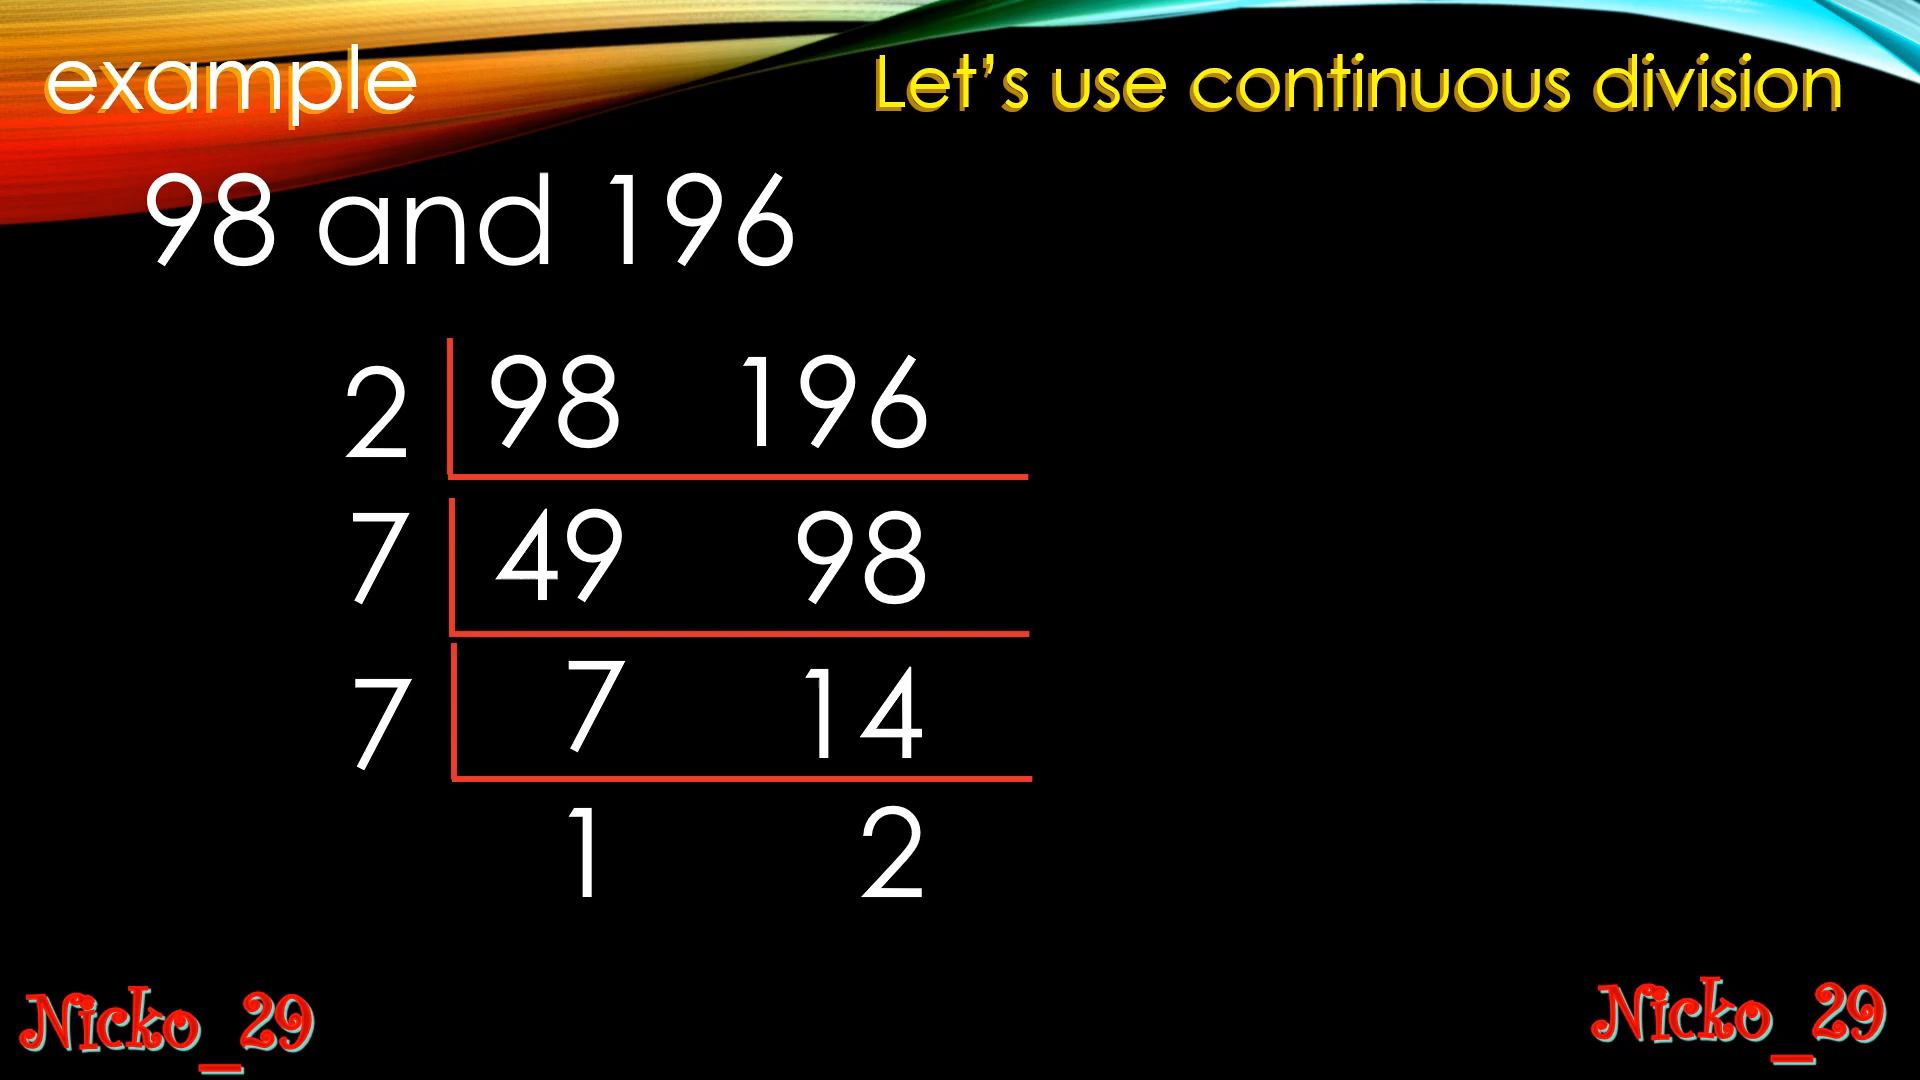 example
Let's use continuous division
98 and 196
2 98 196
7 49 98
7 7 14
1 2
Nicko_29
Nicko_29